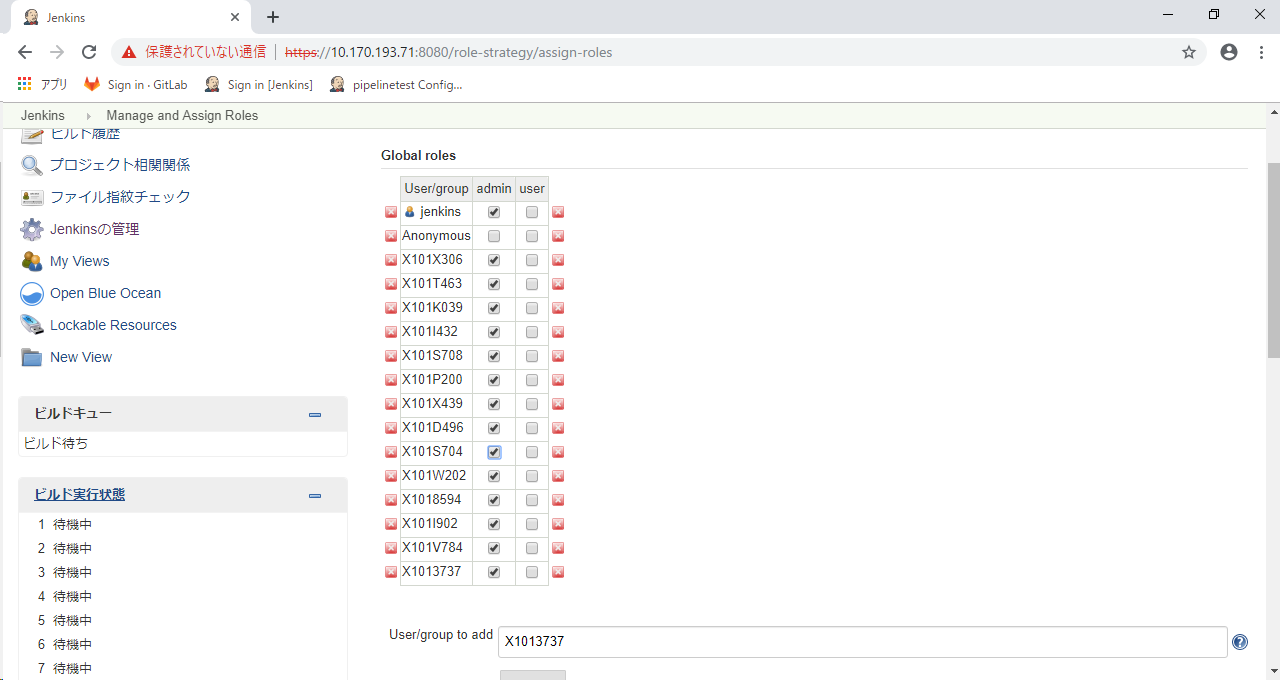 Jenkins
保護されていない通信 | https://10.170.193.71:8080/role-strategy/assign-roles
アプリ Sign in · GitLab Sign in [Jenkins] pipelinetest Config...
Jenkins Manage and Assign Roles
ビルド履歴
プロジェクト相関関係
ファイル指紋チェック
Jenkinsの管理
My Views
Open Blue Ocean
Lockable Resources
New View
ビルドキュー
ビルド待ち
ビルド実行状態
1 待機中
2 待機中
3 待機中
4 待機中
5 待機中
6 待機中
7 待機中
Global roles
User/group admin user
jenkins
Anonymous
X101X306
X101T463
X101K039
X101I432
X101S708
X101P200
X101X439
X101D496
X101S704
X101W202
X1018594
X101I902
X101V784
X1013737
User/group to add X1013737